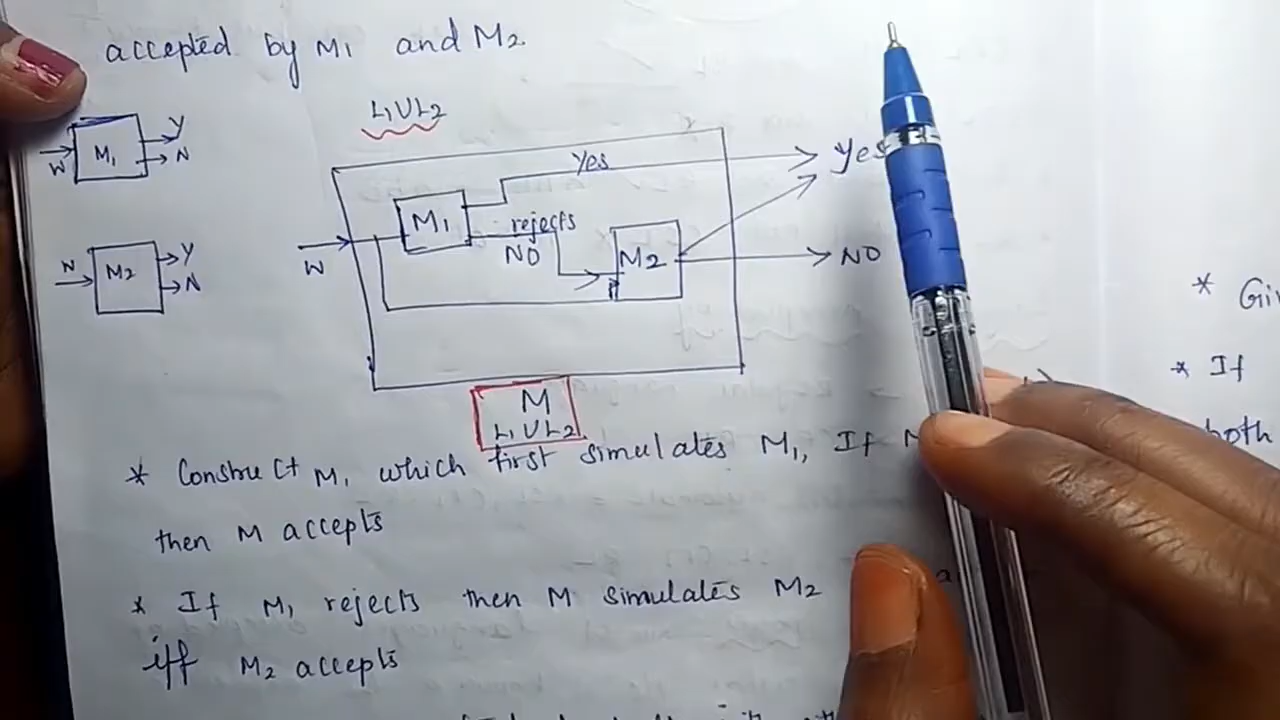 accepted by M1 and M2
L1UL2
W M1 Y N
N M2 Y N
W M1 Yes rejects NO M2 Yes NO
M
L1UL2
* Construct M, which first simulates M1, If M
then M accepts
* If M1 rejects then M simulates M2
iff M2 accepts
* Giv
* If
both